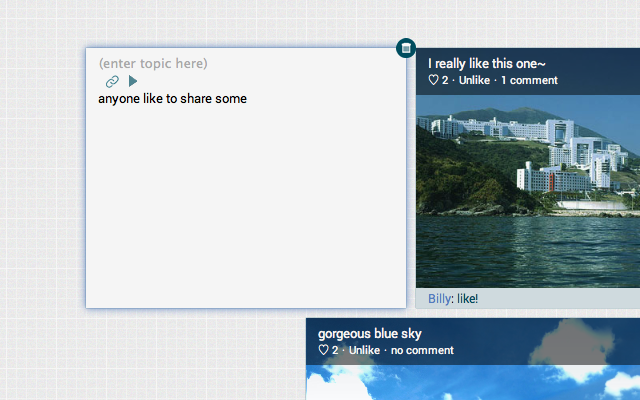 (enter topic here)
anyone like to share some
I really like this one~
♡ 2 · Unlike · 1 comment
Billy: like!
gorgeous blue sky
♡ 2 · Unlike · no comment